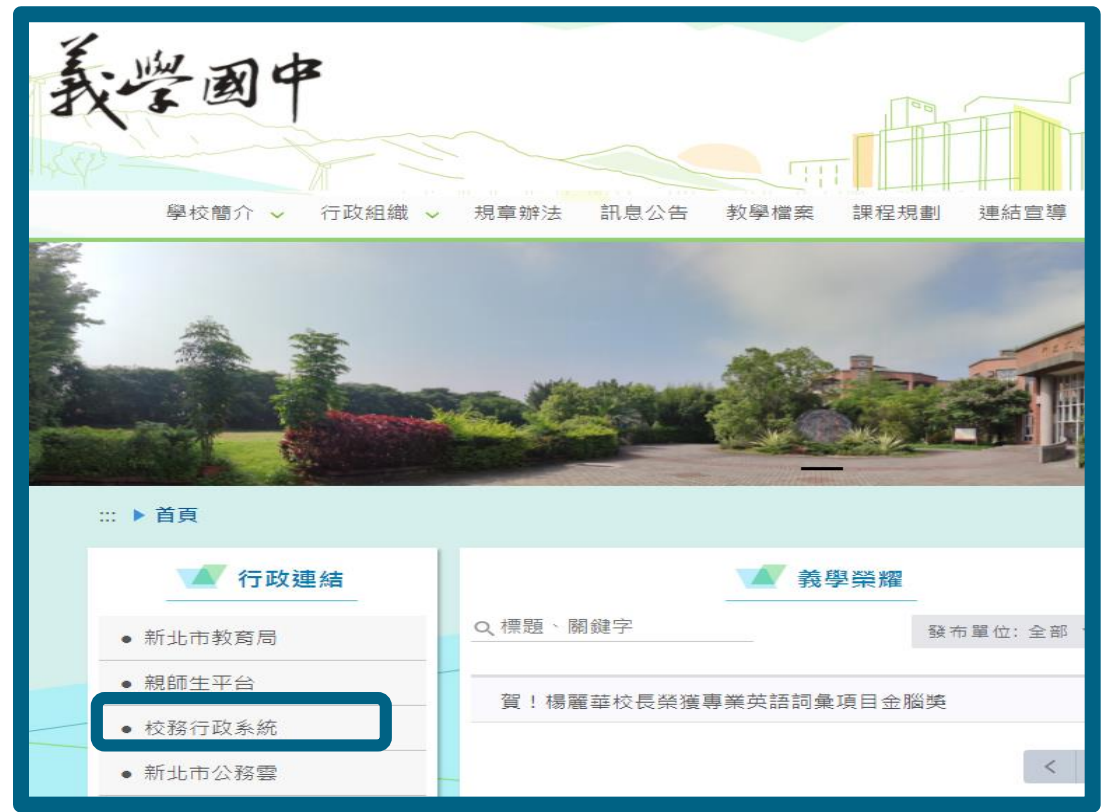 義學國中
學校簡介 行政組織 規章辦法 訊息公告 教學檔案 課程規劃 連結宣導
::: ▶ 首頁
行政連結
● 新北市教育局
● 親師生平台
● 校務行政系統
● 新北市公務雲
義學榮耀
標題、關鍵字
發布單位: 全部
賀！楊麗華校長榮獲專業英語詞彙項目金腦獎
<